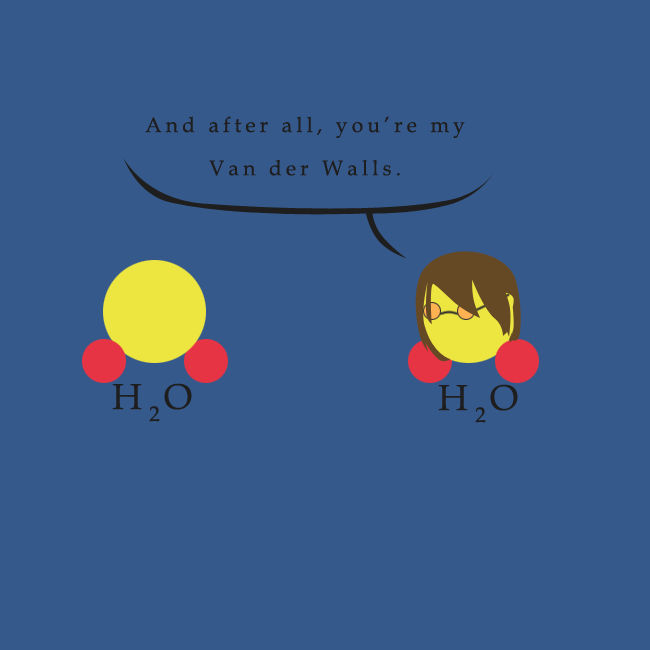 And after all, you’re my
Van der Walls.
H2O H2O